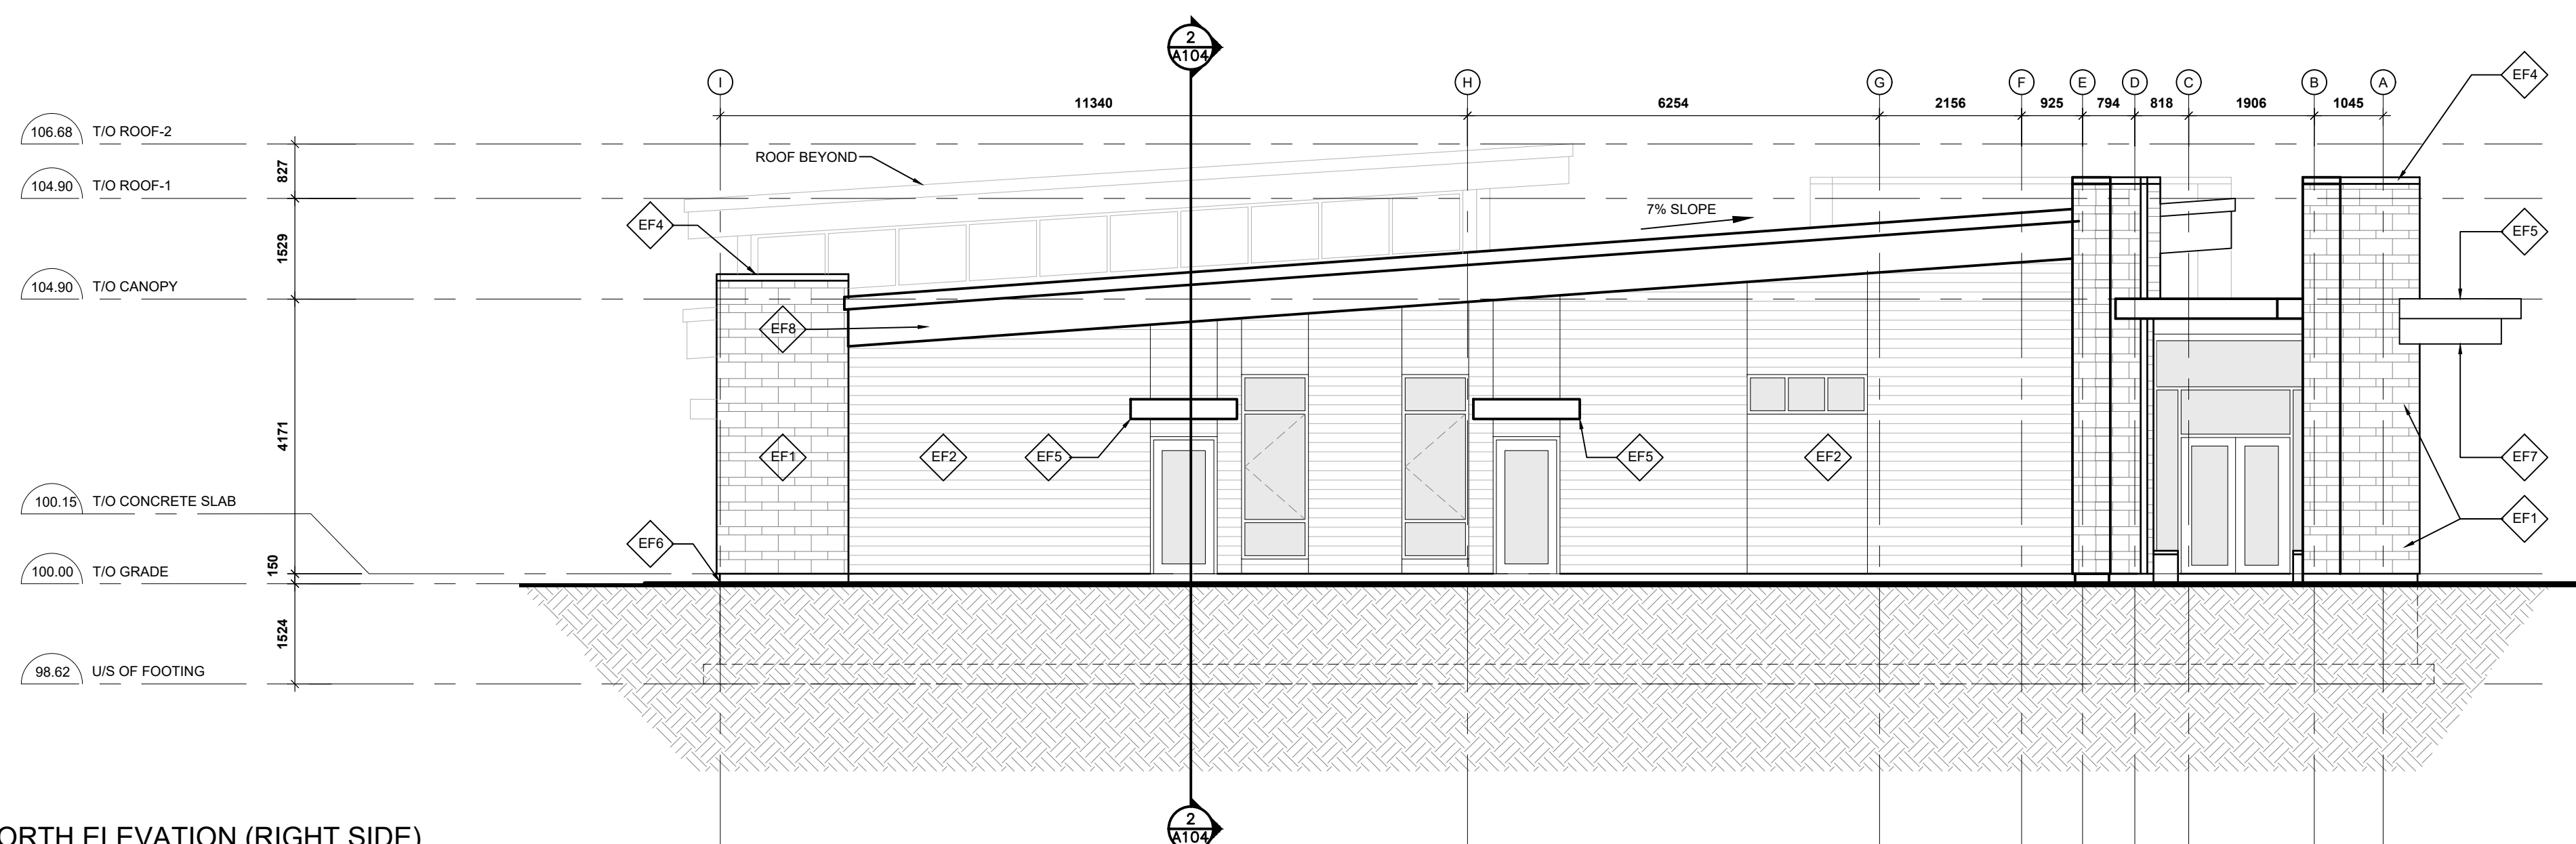 2
A104
I
H
G
F
E
D
C
B
A
EF4
11340
6254
2156
925
794
818
1906
1045
106.68 T/O ROOF-2
827
ROOF BEYOND
104.90 T/O ROOF-1
EF4
7% SLOPE
EF5
1529
104.90 T/O CANOPY
EF8
4171
EF1
EF2
EF5
EF5
EF2
EF7
100.15 T/O CONCRETE SLAB
EF6
EF1
150
100.00 T/O GRADE
1524
98.62 U/S OF FOOTING
2
A104
ORTH ELEVATION (RIGHT SIDE)